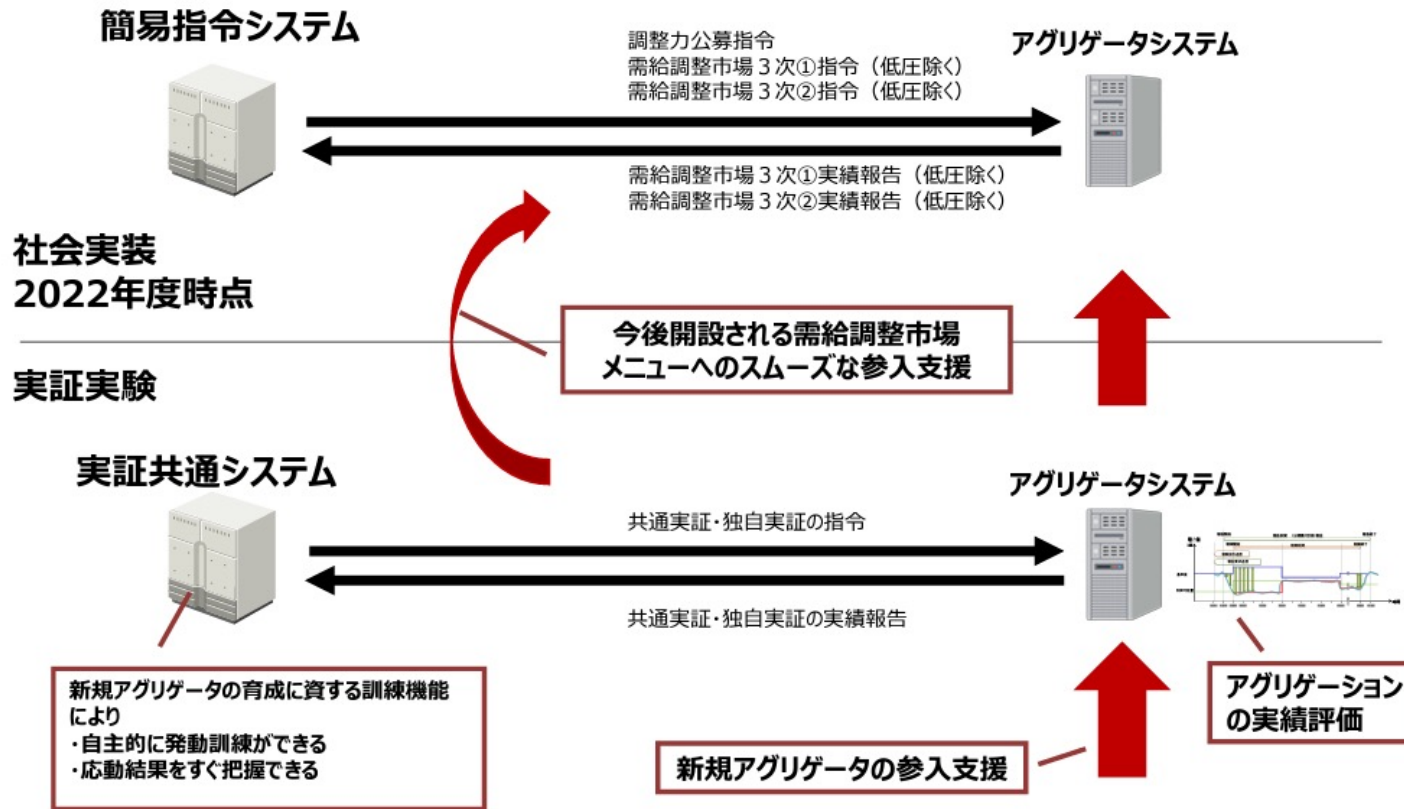 簡易指令システム
調整力公募指令
需給調整市場３次①指令（低圧除く）
需給調整市場３次②指令（低圧除く）
アグリゲータシステム
需給調整市場３次①実績報告（低圧除く）
需給調整市場３次②実績報告（低圧除く）
社会実装
2022年度時点
今後開設される需給調整市場
メニューへのスムーズな参入支援
実証実験
実証共通システム
アグリゲータシステム
共通実証・独自実証の指令
共通実証・独自実証の実績報告
新規アグリゲータの育成に資する訓練機能
により
・自主的に発動訓練ができる
・応動結果をすぐ把握できる
アグリゲーション
の実績評価
新規アグリゲータの参入支援